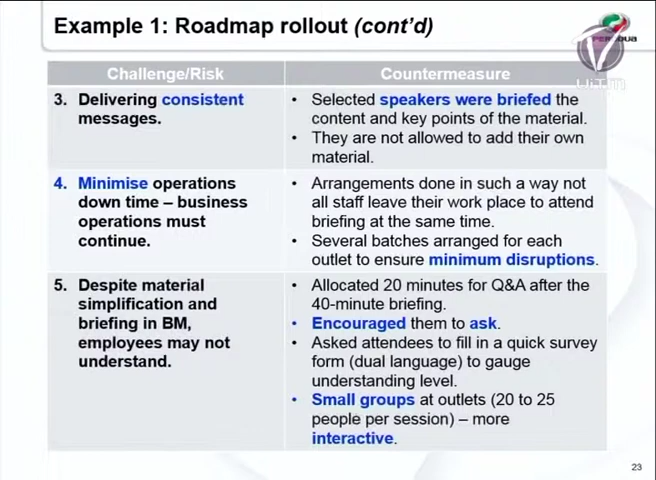 Example 1: Roadmap rollout (cont'd)
PERODUA
UiTM
Challenge/Risk
Countermeasure
3. Delivering consistent
messages.
• Selected speakers were briefed the
content and key points of the material.
• They are not allowed to add their own
material.
4. Minimise operations
down time – business
operations must
continue.
• Arrangements done in such a way not
all staff leave their work place to attend
briefing at the same time.
• Several batches arranged for each
outlet to ensure minimum disruptions.
5. Despite material
simplification and
briefing in BM,
employees may not
understand.
• Allocated 20 minutes for Q&A after the
40-minute briefing.
• Encouraged them to ask.
• Asked attendees to fill in a quick survey
form (dual language) to gauge
understanding level.
• Small groups at outlets (20 to 25
people per session) – more
interactive.
23